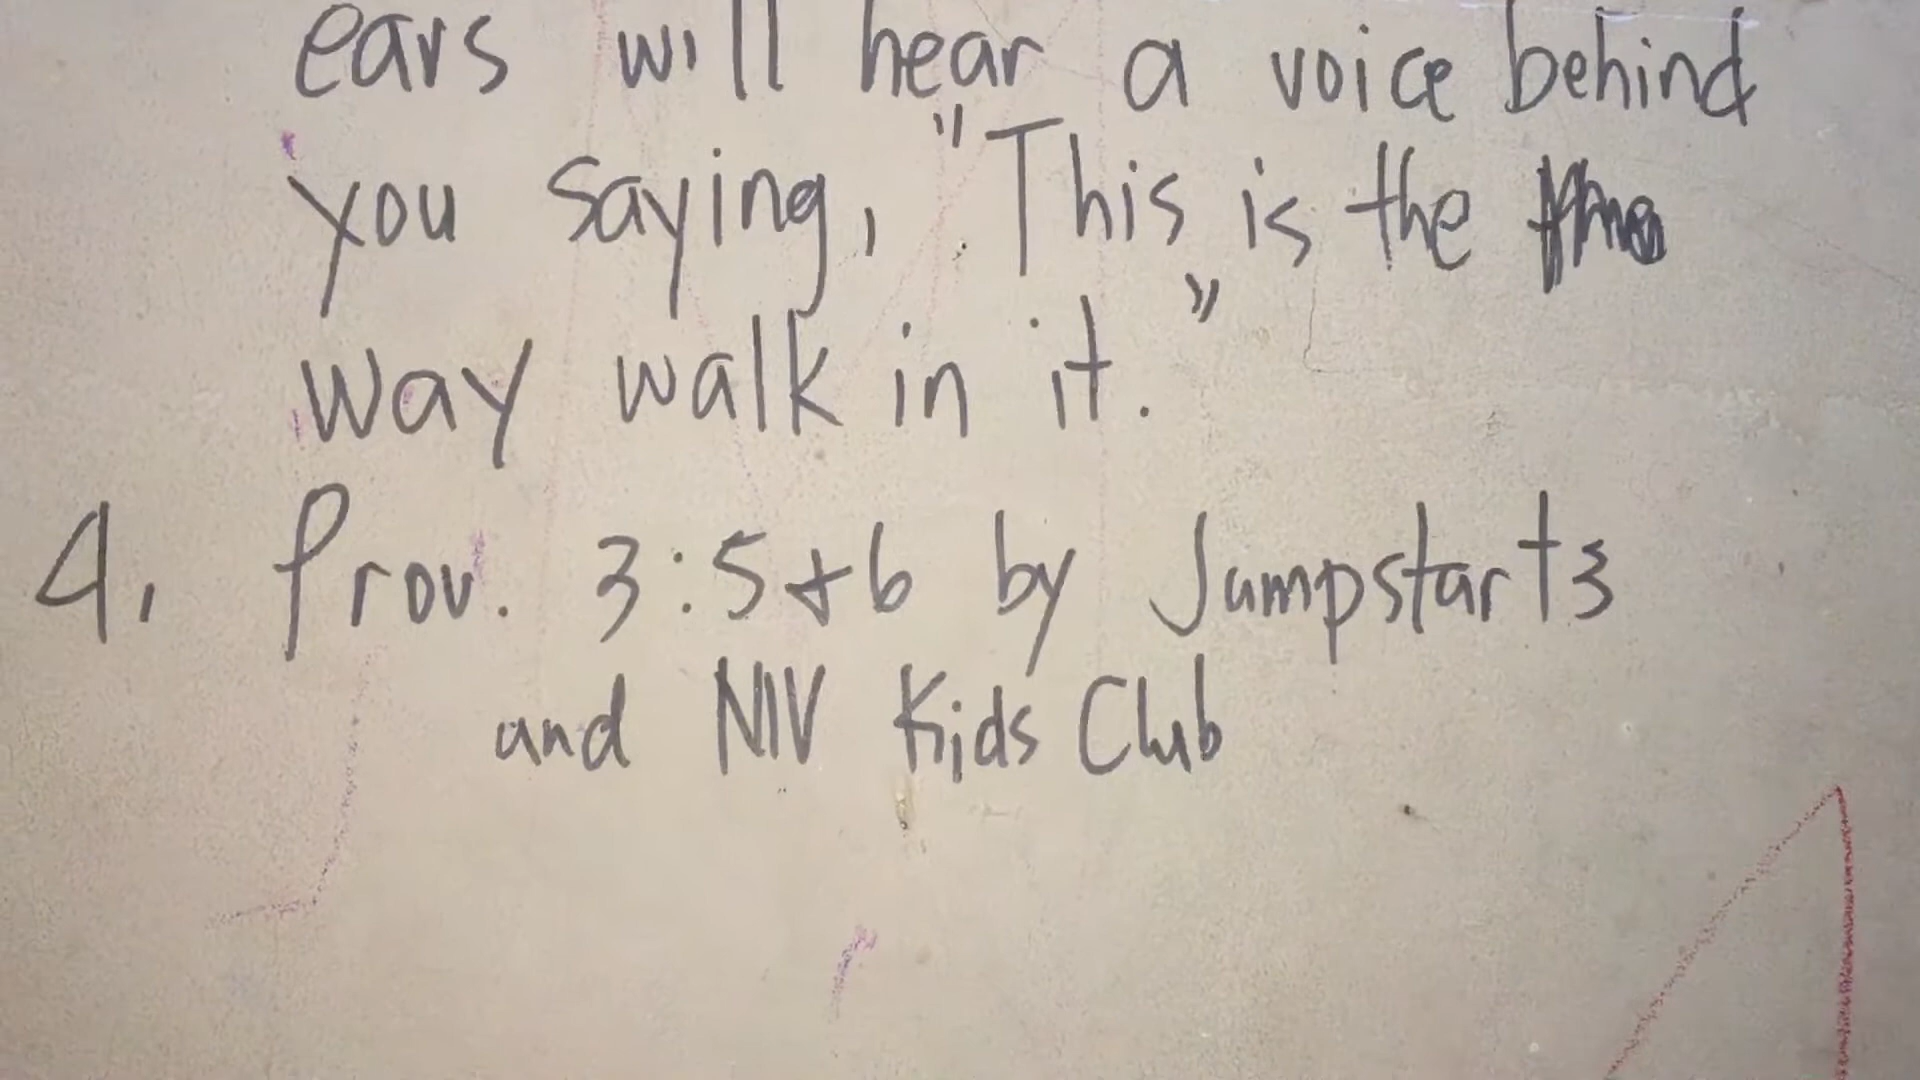 ears will hear a voice behind
you saying, "This is the
way walk in it."
4. Prov. 3:5+6 by Jumpstart3
and NIV Kids Club